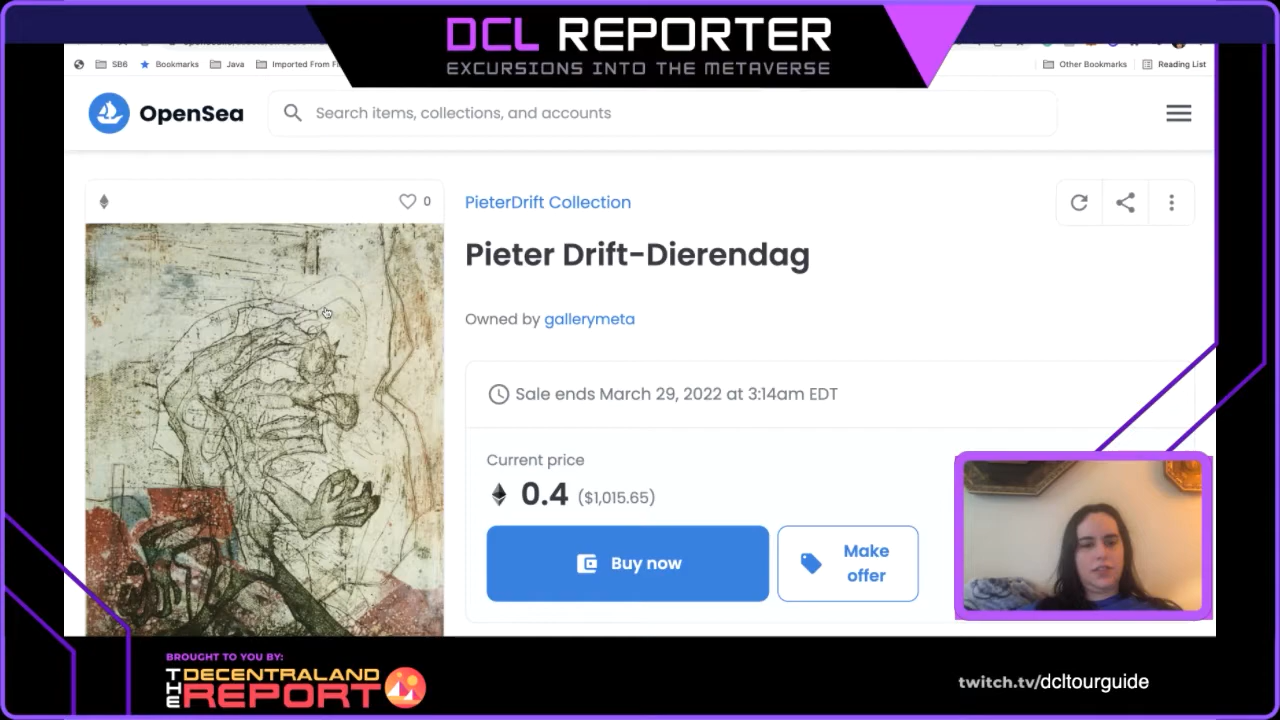 DCL REPORTER
EXCURSIONS INTO THE METAVERSE
SB6 Bookmarks Java Other Bookmarks Reading List
OpenSea Search items, collections, and accounts
0
PieterDrift Collection
Pieter Drift-Dierendag
Owned by gallerymeta
Sale ends March 29, 2022 at 3:14am EDT
Current price
0.4 ($1,015.65)
Buy now
Make
offer
BROUGHT TO YOU BY:
THE DECENTRALAND
REPORT
twitch.tv/dcltourguide